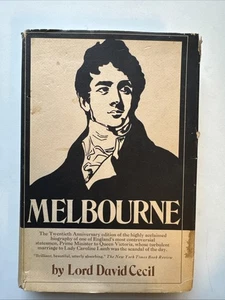 MELBOURNE
The Twentieth Anniversary edition of the highly acclaimed
biography of one of England's most controversial
statesmen, Prime Minister to Queen Victoria, whose turbulent
marriage to Lady Caroline Lamb was the scandal of the day.
"Brilliant, beautiful, utterly absorbing," The New York Times Book Review.
by Lord David Cecil